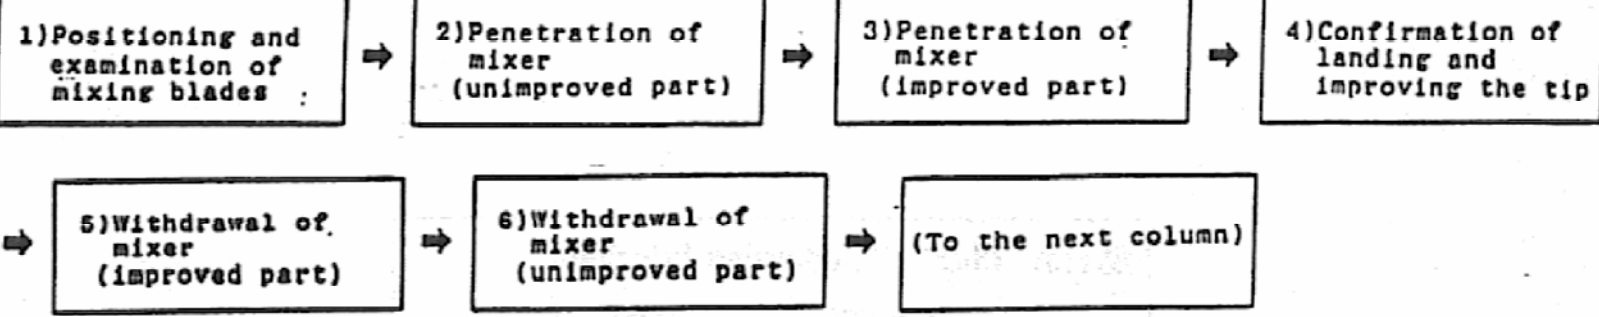 1)Positioning and
examination of
mixing blades
2)Penetration of
mixer
(unimproved part)
3)Penetration of
mixer
(improved part)
4)Confirmation of
landing and
improving the tip
5)Withdrawal of
mixer
(improved part)
6)Withdrawal of
mixer
(unimproved part)
(To the next column)